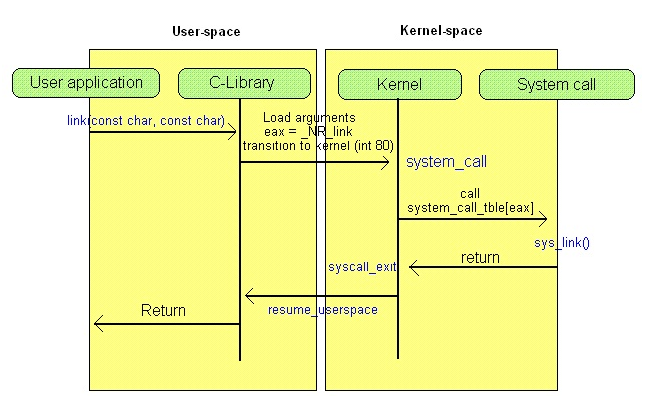 User-space
Kernel-space
User application
C-Library
Kernel
System call
link(const char, const char)
Load arguments
eax = _NR_link
transition to kernel (int 80)
system_call
call
system_call_tble[eax]
sys_link()
return
syscall_exit
resume_userspace
Return